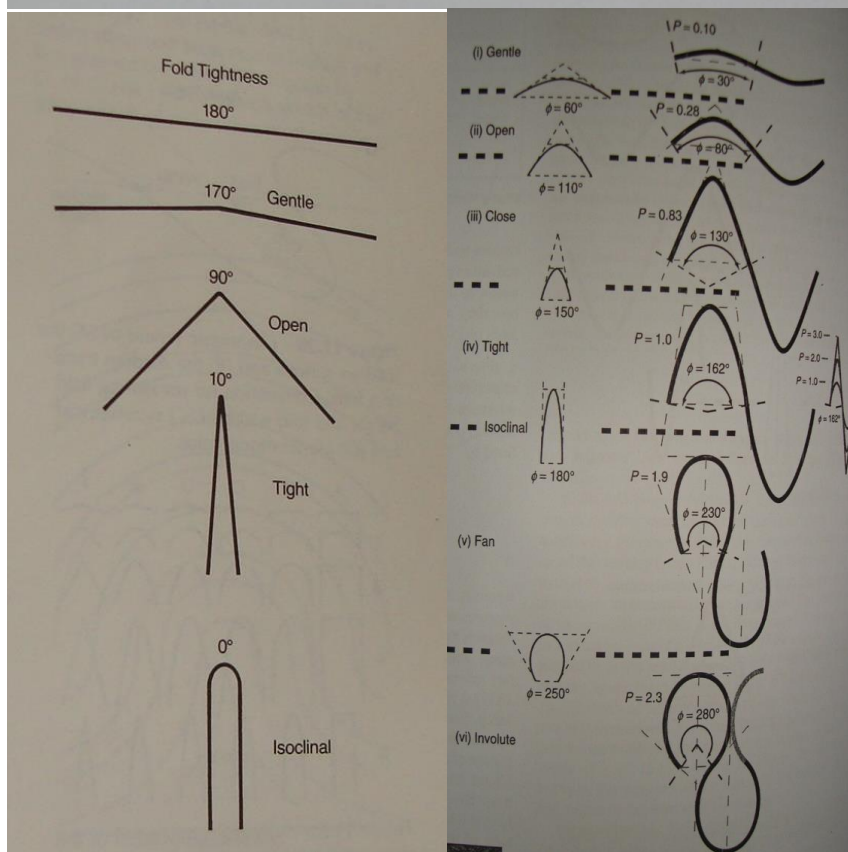 Fold Tightness
180°
170°
Gentle
90°
Open
10°
Tight
0°
Isoclinal
(i) Gentle
P = 0.10
ϕ = 30°
ϕ = 60°
P = 0.28
(ii) Open
ϕ = 80°
ϕ = 110°
(iii) Close
P = 0.83
ϕ = 130°
ϕ = 150°
(iv) Tight
P = 1.0
ϕ = 162°
P = 3.0
P = 2.0
P = 1.0
ϕ = 162°
Isoclinal
ϕ = 180°
P = 1.9
ϕ = 230°
(v) Fan
ϕ = 250°
P = 2.3
ϕ = 280°
(vi) Involute